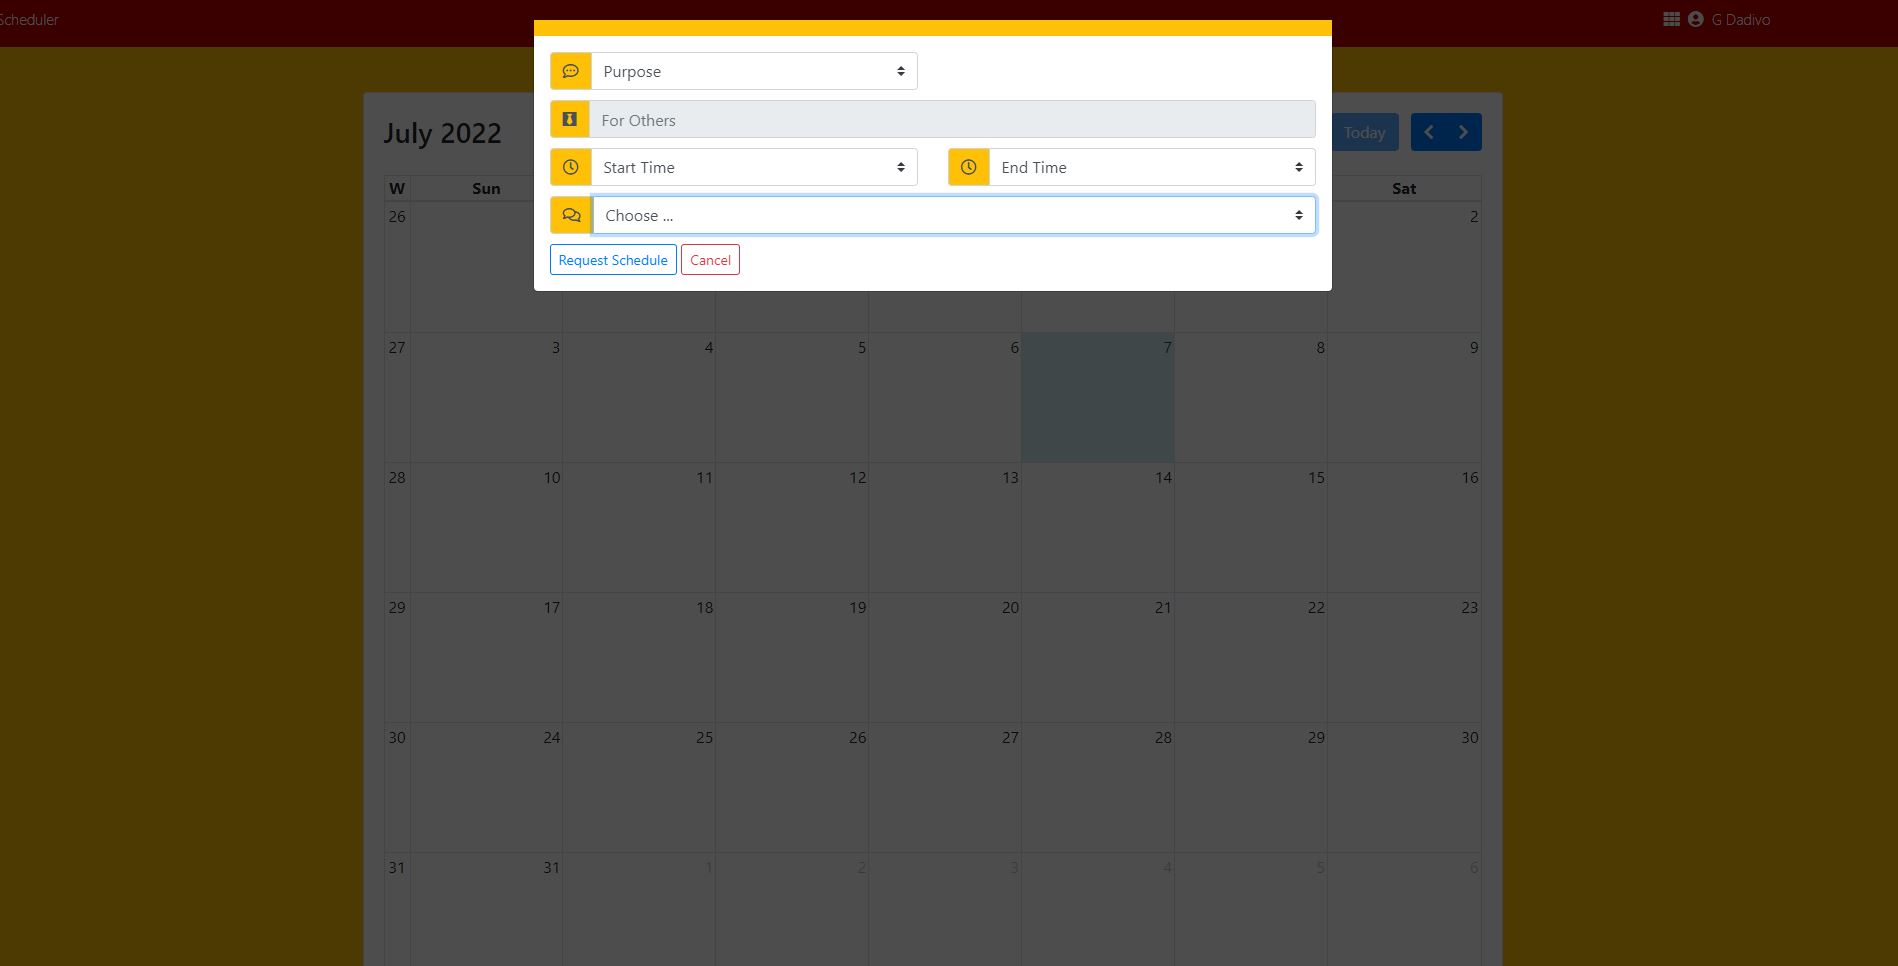 Scheduler G Dadivo
Purpose
For Others
July 2022 Today
Start Time End Time
W Sun Sat
Choose ...
26 2
Request Schedule Cancel
27 3 4 5 6 7 8 9
28 10 11 12 13 14 15 16
29 17 18 19 20 21 22 23
30 24 25 26 27 28 29 30
31 31 1 2 3 4 5 6